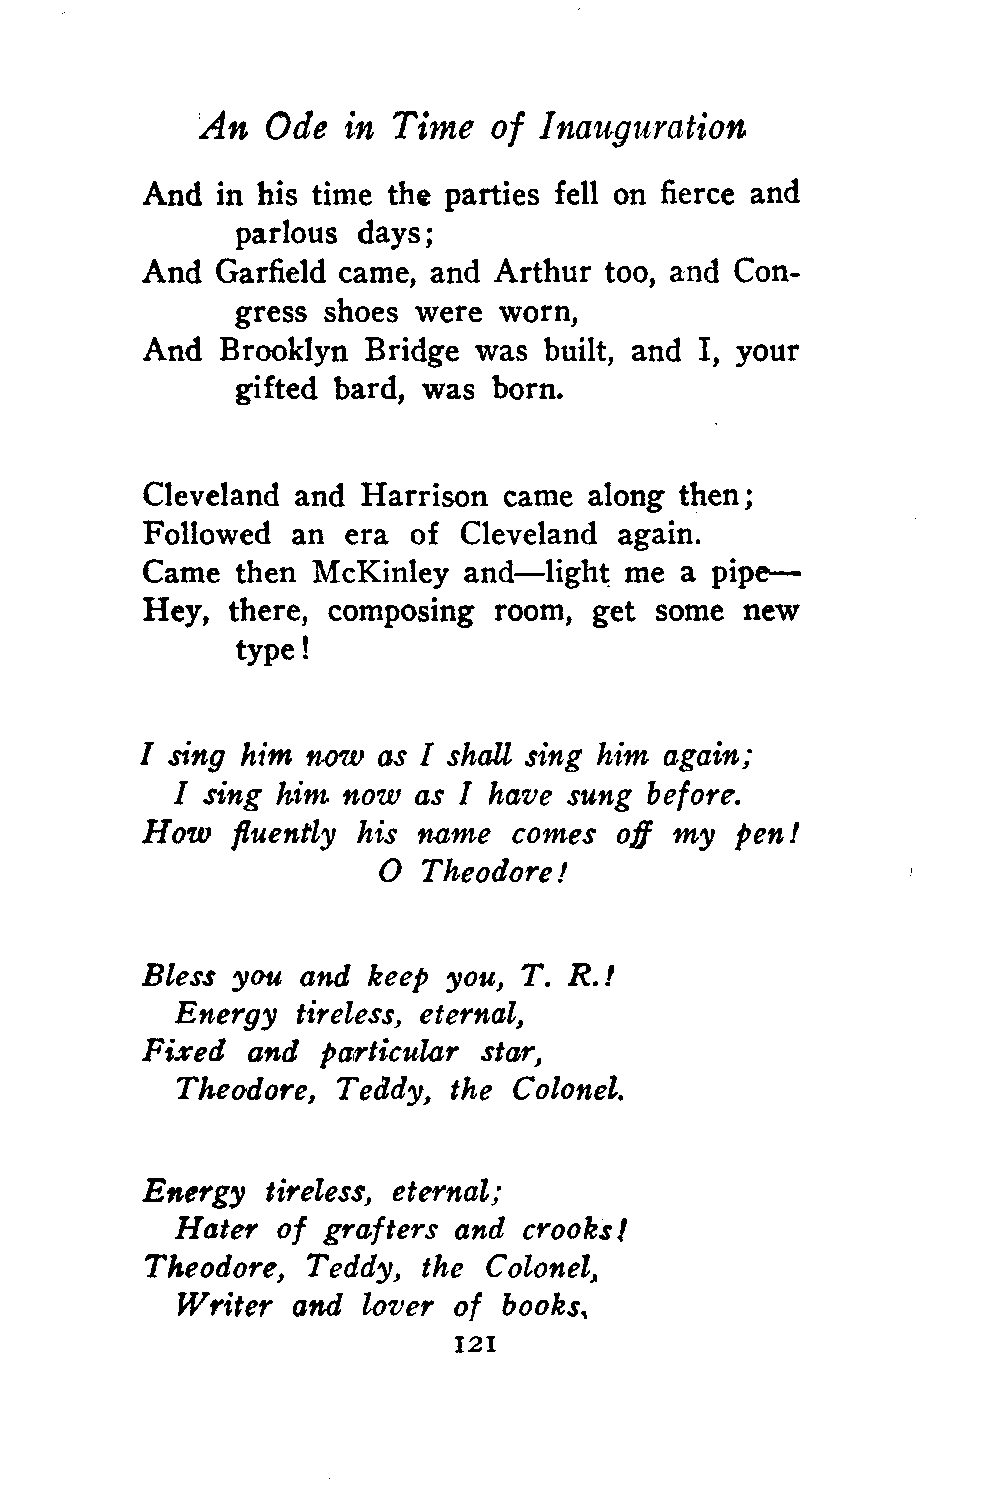 An Ode in Time of Inauguration
And in his time the parties fell on fierce and
parlous days;
And Garfield came, and Arthur too, and Con-
gress shoes were worn,
And Brooklyn Bridge was built, and I, your
gifted bard, was born.
Cleveland and Harrison came along then;
Followed an era of Cleveland again.
Came then McKinley and—light me a pipe—
Hey, there, composing room, get some new
type!
I sing him now as I shall sing him again;
I sing him now as I have sung before.
How fluently his name comes off my pen!
O Theodore!
Bless you and keep you, T. R.!
Energy tireless, eternal,
Fixed and particular star,
Theodore, Teddy, the Colonel.
Energy tireless, eternal;
Hater of grafters and crooks!
Theodore, Teddy, the Colonel,
Writer and lover of books,
121